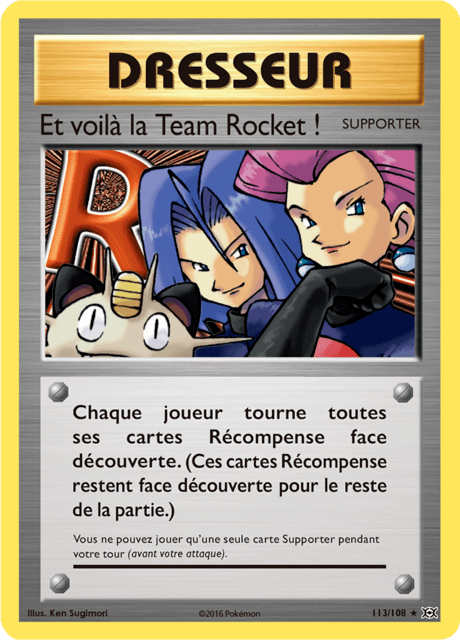 DRESSEUR
Et voilà la Team Rocket ! SUPPORTER
R
Chaque joueur tourne toutes
ses cartes Récompense face
découverte. (Ces cartes Récompense
restent face découverte pour le reste
de la partie.)
Vous ne pouvez jouer qu'une seule carte Supporter pendant
votre tour (avant votre attaque).
Illus. Ken Sugimori ©2016 Pokémon 113/108 ★